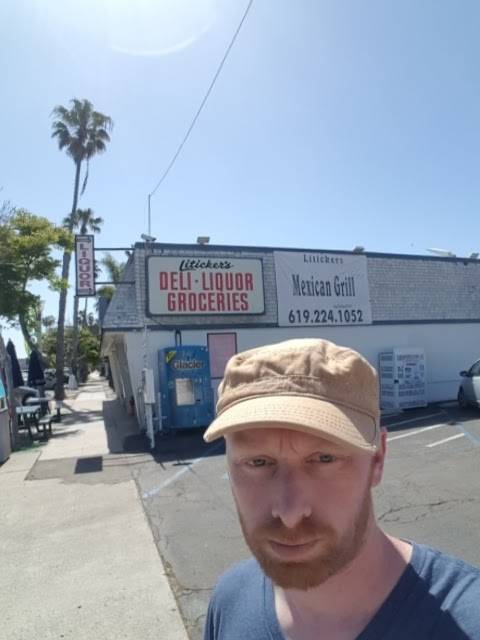 LIQUOR
Liticker's
DELI - LIQUOR
GROCERIES
Litickers
Mexican Grill
619.224.1052
Glacier